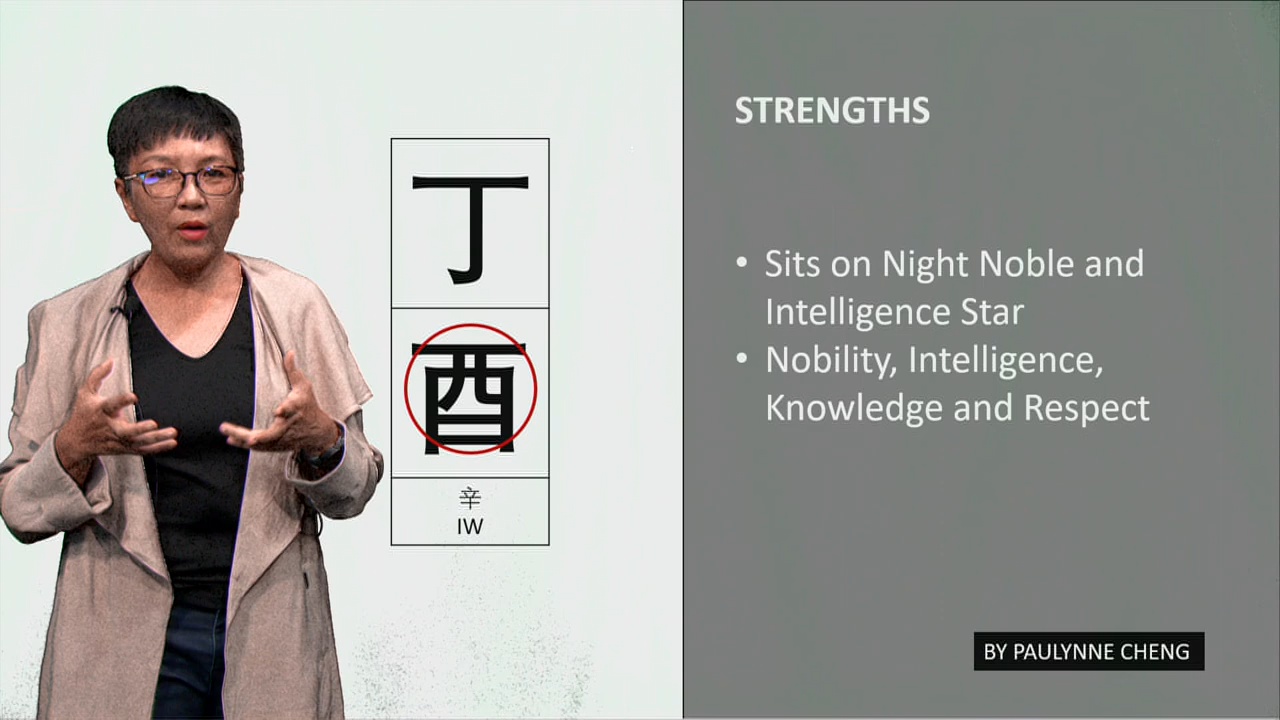 丁
酉
辛
IW
STRENGTHS
• Sits on Night Noble and
Intelligence Star
• Nobility, Intelligence,
Knowledge and Respect
BY PAULYNNE CHENG